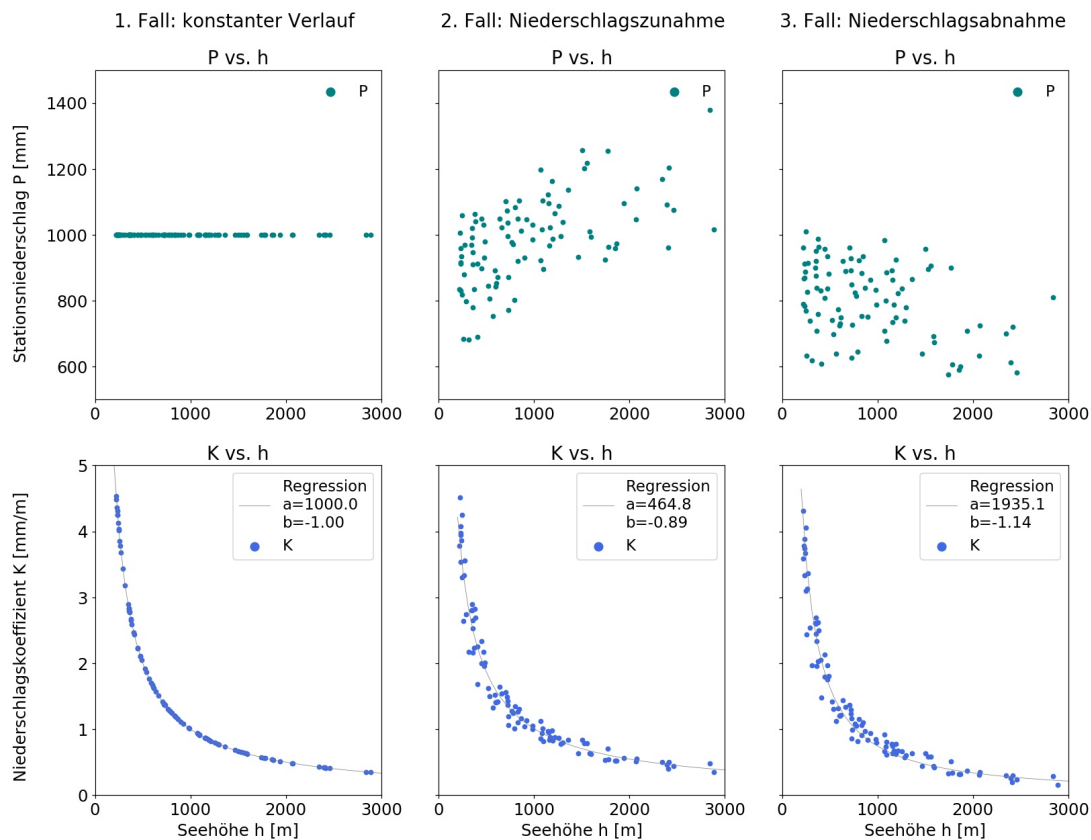 1. Fall: konstanter Verlauf
2. Fall: Niederschlagszunahme
3. Fall: Niederschlagsabnahme
P vs. h
P vs. h
P vs. h
Stationsniederschlag P [mm]
1400
1200
1000
800
600
P
P
P
0
1000
2000
3000
0
1000
2000
3000
0
1000
2000
3000
K vs. h
K vs. h
K vs. h
Niederschlagskoeffizient K [mm/m]
5
4
3
2
1
0
Regression
a=1000.0
b=-1.00
K
Regression
a=464.8
b=-0.89
K
Regression
a=1935.1
b=-1.14
K
0
1000
2000
3000
0
1000
2000
3000
0
1000
2000
3000
Seehöhe h [m]
Seehöhe h [m]
Seehöhe h [m]